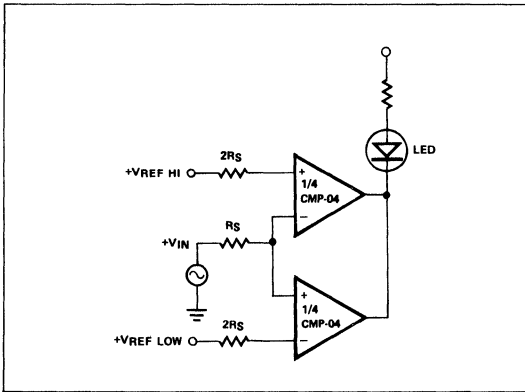 LED
2RS
+VREF HI
+
1/4
CMP-04
−
RS
+VIN
+
1/4
CMP-04
−
2RS
+VREF LOW